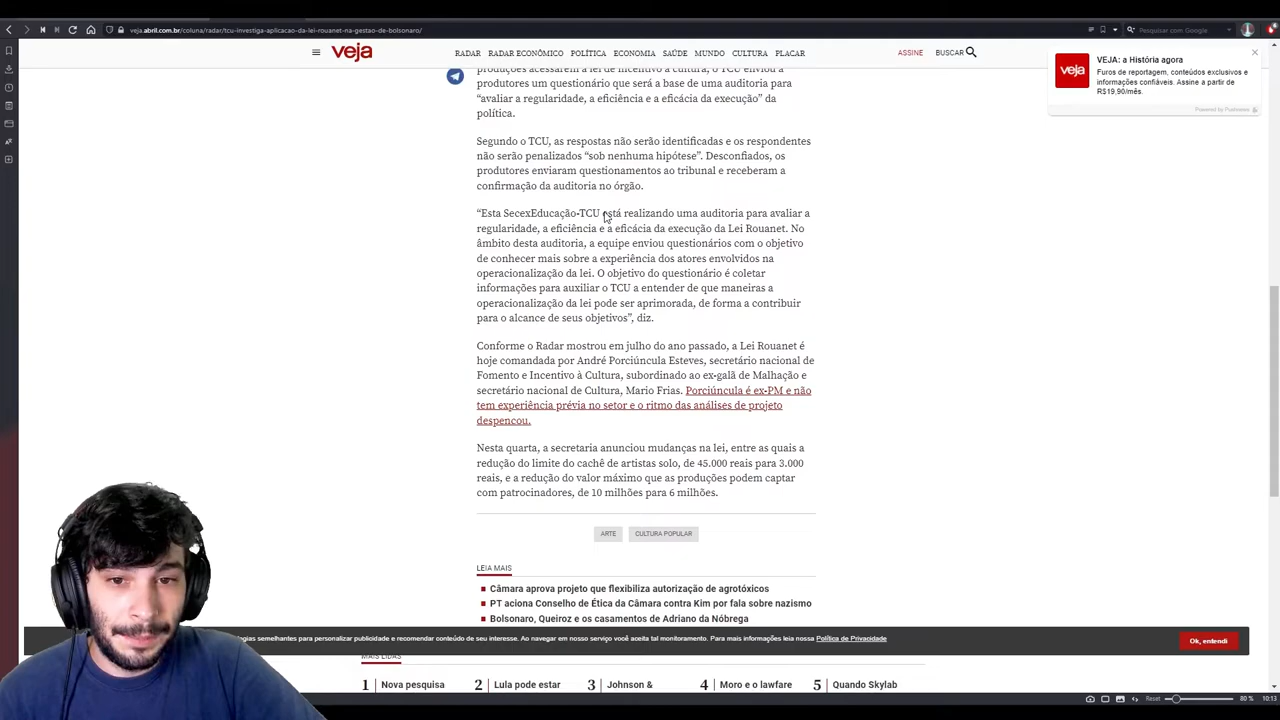 veja.abril.com.br/coluna/radar/tcu-investiga-aplicacao-da-lei-rouanet-na-gestao-de-bolsonaro/
Pesquisar com Google
veja
RADAR RADAR ECONÔMICO POLÍTICA ECONOMIA SAÚDE MUNDO CULTURA PLACAR
ASSINE
BUSCAR
veja
VEJA: a História agora
Furos de reportagem, conteúdos exclusivos e
informações confiáveis. Assine a partir de
R$19,90/mês.
Powered by
produções acessarem a lei de incentivo à cultura, o TCU enviou a
produtores um questionário que será a base de uma auditoria para
“avaliar a regularidade, a eficiência e a eficácia da execução” da
política.
Segundo o TCU, as respostas não serão identificadas e os respondentes
não serão penalizados “sob nenhuma hipótese”. Desconfiados, os
produtores enviaram questionamentos ao tribunal e receberam a
confirmação da auditoria no órgão.
“Esta SecexEducação-TCU está realizando uma auditoria para avaliar a
regularidade, a eficiência e a eficácia da execução da Lei Rouanet. No
âmbito desta auditoria, a equipe enviou questionários com o objetivo
de conhecer mais sobre a experiência dos atores envolvidos na
operacionalização da lei. O objetivo do questionário é coletar
informações para auxiliar o TCU a entender de que maneiras a
operacionalização da lei pode ser aprimorada, de forma a contribuir
para o alcance de seus objetivos”, diz.
Conforme o Radar mostrou em julho do ano passado, a Lei Rouanet é
hoje comandada por André Porciúncula Esteves, secretário nacional de
Fomento e Incentivo à Cultura, subordinado ao ex-galã de Malhação e
secretário nacional de Cultura, Mario Frias. Porciúncula é ex-PM e não
tem experiência prévia no setor e o ritmo das análises de projeto
despencou.
Nesta quarta, a secretaria anunciou mudanças na lei, entre as quais a
redução do limite do cachê de artistas solo, de 45.000 reais para 3.000
reais, e a redução do valor máximo que as produções podem captar
com patrocinadores, de 10 milhões para 6 milhões.
ARTE CULTURA POPULAR
LEIA MAIS
Câmara aprova projeto que flexibiliza autorização de agrotóxicos
PT aciona Conselho de Ética da Câmara contra Kim por fala sobre nazismo
Bolsonaro, Queiroz e os casamentos de Adriano da Nóbrega
semelhantes para personalizar publicidade e recomendar conteúdo de seu interesse. Ao navegar em nosso serviço você aceita tal monitoramento. Para mais informações leia nossa Política de Privacidade
Ok, entendi
MAIS LIDAS
1 Nova pesquisa 2 Lula pode estar 3 Johnson & 4 Moro e o lawfare 5 Quando Skylab
Reset 80 % 10:13